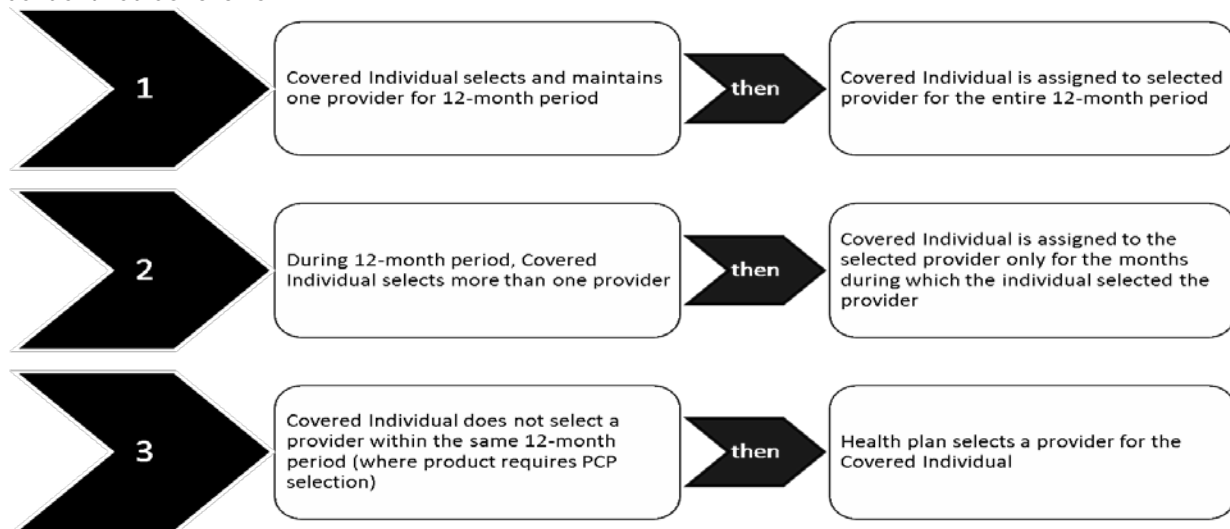 1
Covered Individual selects and maintains
one provider for 12-month period
then
Covered Individual is assigned to selected
provider for the entire 12-month period
2
During 12-month period, Covered
Individual selects more than one provider
then
Covered Individual is assigned to the
selected provider only for the months
during which the individual selected the
provider
3
Covered Individual does not select a
provider within the same 12-month
period (where product requires PCP
selection)
then
Health plan selects a provider for the
Covered Individual